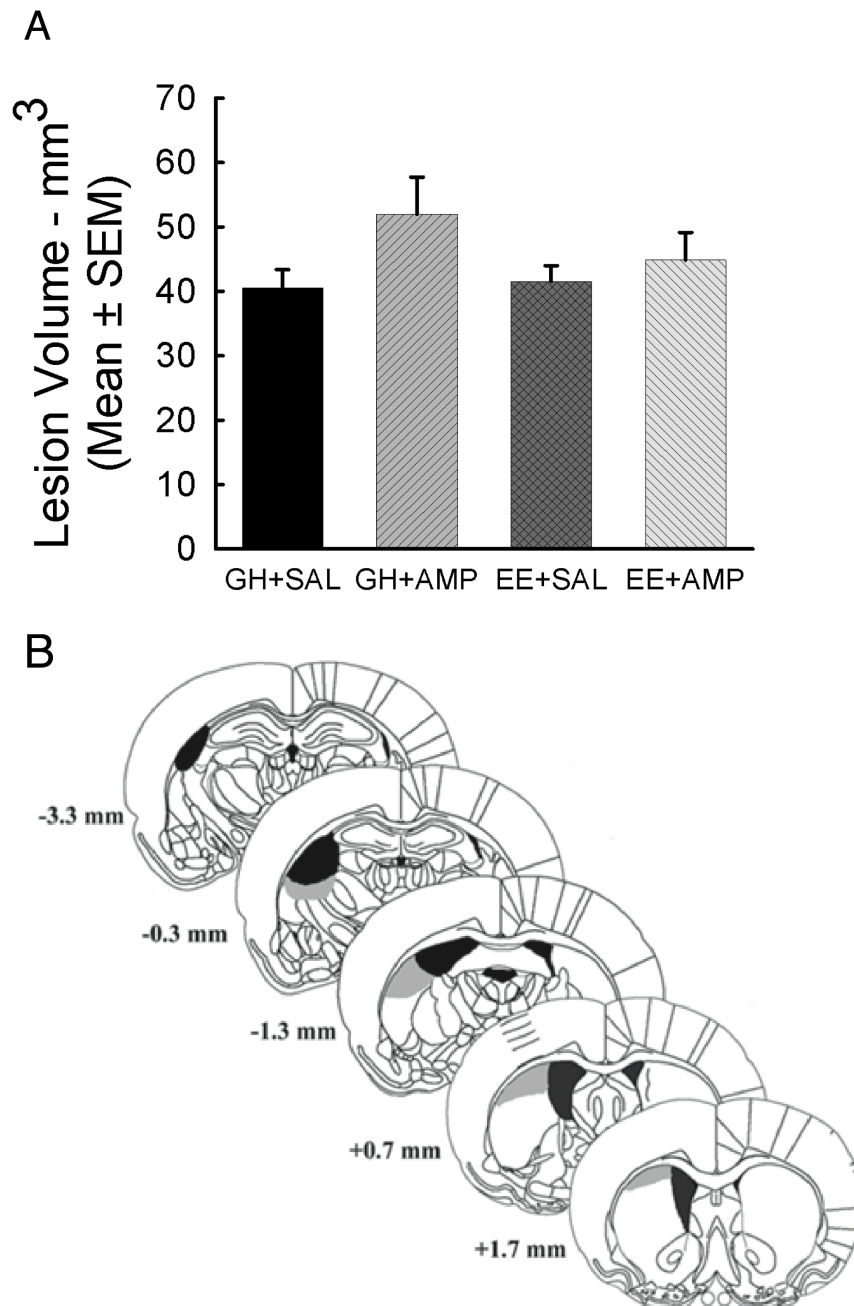 A
Lesion Volume - mm³
(Mean ± SEM)
70
60
50
40
30
20
10
0
GH+SAL GH+AMP EE+SAL EE+AMP
B
-3.3 mm
-0.3 mm
-1.3 mm
+0.7 mm
+1.7 mm